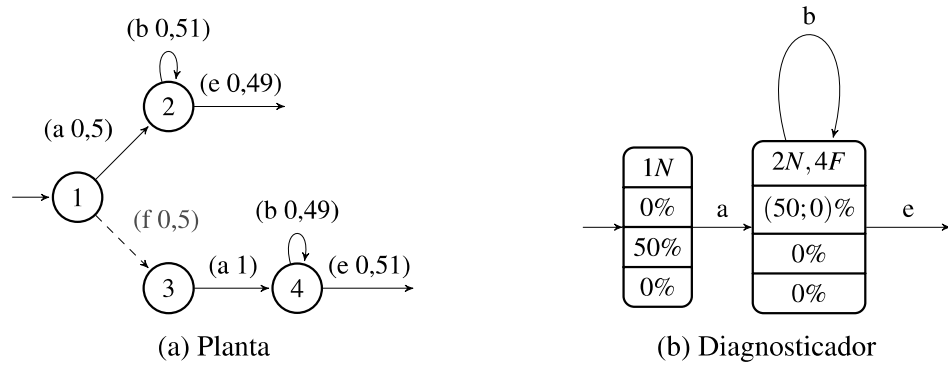 (b 0,51)
(e 0,49)
2
(a 0,5)
1
(f 0,5)
(b 0,49)
3
(a 1)
4
(e 0,51)
(a) Planta
b
1N
0%
50%
0%
a
2N, 4F
(50;0)%
0%
0%
e
(b) Diagnosticador